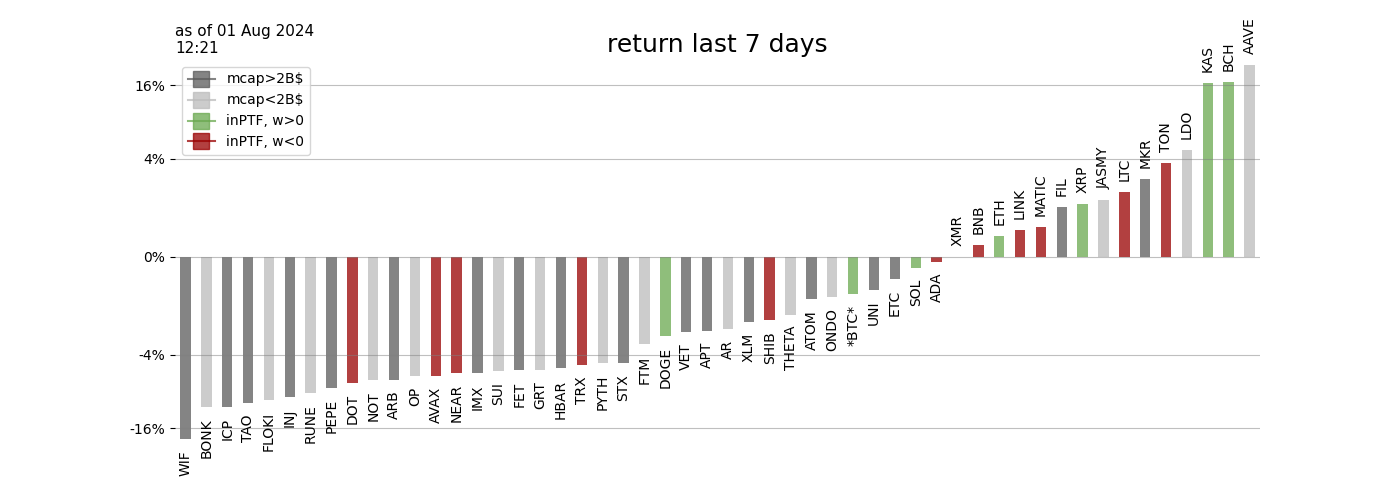 as of 01 Aug 2024
12:21
return last 7 days
mcap>2B$
mcap<2B$
inPTF, w>0
inPTF, w<0
16%
4%
0%
-4%
-16%
WIF
BONK
ICP
TAO
FLOKI
INJ
RUNE
PEPE
DOT
NOT
ARB
OP
AVAX
NEAR
IMX
SUI
FET
GRT
HBAR
TRX
PYTH
STX
FTM
DOGE
VET
APT
AR
XLM
SHIB
THETA
ATOM
ONDO
*BTC*
UNI
ETC
SOL
ADA
XMR
BNB
ETH
LINK
MATIC
FIL
XRP
JASMY
LTC
MKR
TON
LDO
KAS
BCH
AAVE